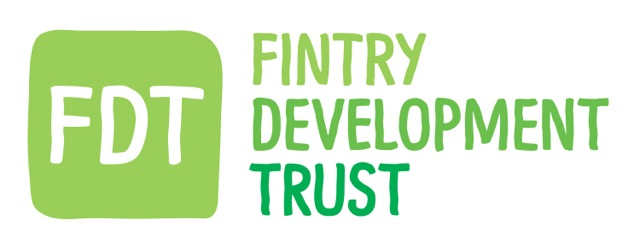 FDT
FINTRY
DEVELOPMENT
TRUST